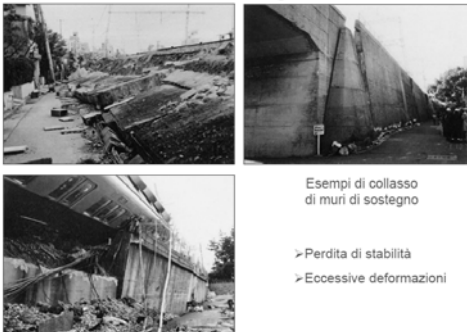 Esempi di collasso
di muri di sostegno
➢Perdita di stabilità
➢Eccessive deformazioni